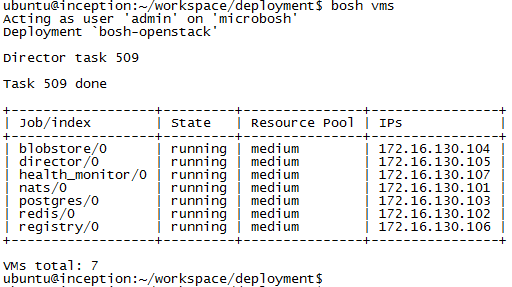 ubuntu@inception:~/workspace/deployment$ bosh vms
Acting as user 'admin' on 'microbosh'
Deployment `bosh-openstack'
Director task 509
Task 509 done
+------------------+---------+---------------+----------------+
| Job/index        | State   | Resource Pool | IPs            |
+------------------+---------+---------------+----------------+
| blobstore/0      | running | medium        | 172.16.130.104 |
| director/0       | running | medium        | 172.16.130.105 |
| health_monitor/0 | running | medium        | 172.16.130.107 |
| nats/0           | running | medium        | 172.16.130.101 |
| postgres/0       | running | medium        | 172.16.130.103 |
| redis/0          | running | medium        | 172.16.130.102 |
| registry/0       | running | medium        | 172.16.130.106 |
+------------------+---------+---------------+----------------+
VMs total: 7
ubuntu@inception:~/workspace/deployment$